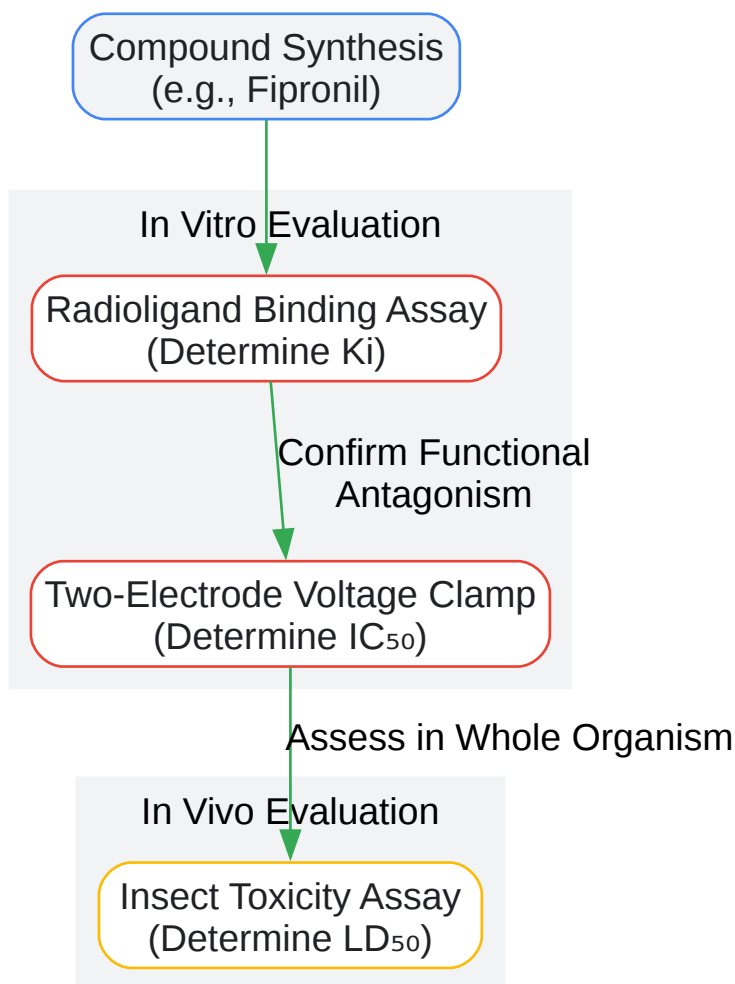 Compound Synthesis
(e.g., Fipronil)
In Vitro Evaluation
Radioligand Binding Assay
(Determine Ki)
Confirm Functional
Antagonism
Two-Electrode Voltage Clamp
(Determine IC₅₀)
Assess in Whole Organism
In Vivo Evaluation
Insect Toxicity Assay
(Determine LD₅₀)